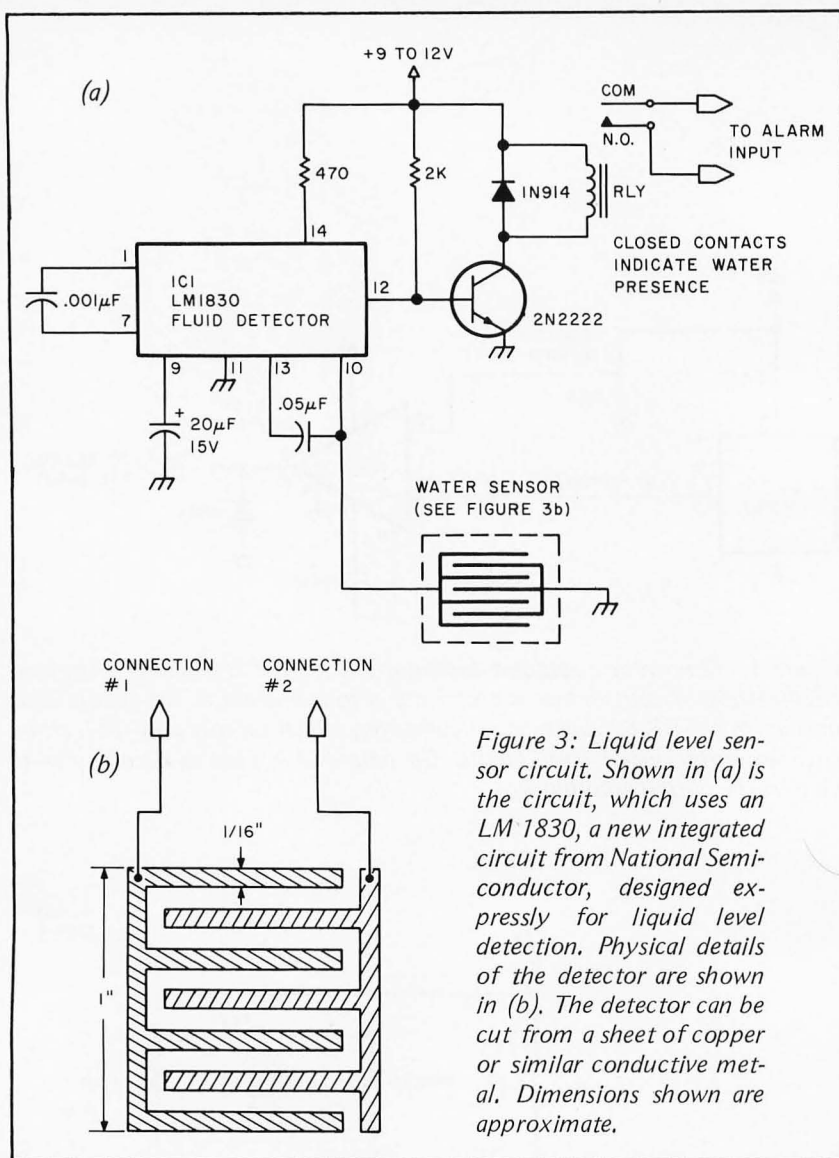 (a)
+9 TO 12V
COM
N.O.
TO ALARM
INPUT
470
2K
1N914
RLY
CLOSED CONTACTS
INDICATE WATER
PRESENCE
14
1
IC1
LM1830
FLUID DETECTOR
12
.001µF
7
2N2222
9
11
13
10
+
20µF
15V
.05µF
WATER SENSOR
(SEE FIGURE 3b)
CONNECTION
#1
CONNECTION
#2
(b)
1/16"
1"
Figure 3: Liquid level sen-
sor circuit. Shown in (a) is
the circuit, which uses an
LM 1830, a new integrated
circuit from National Semi-
conductor, designed ex-
pressly for liquid level
detection. Physical details
of the detector are shown
in (b). The detector can be
cut from a sheet of copper
or similar conductive met-
al. Dimensions shown are
approximate.